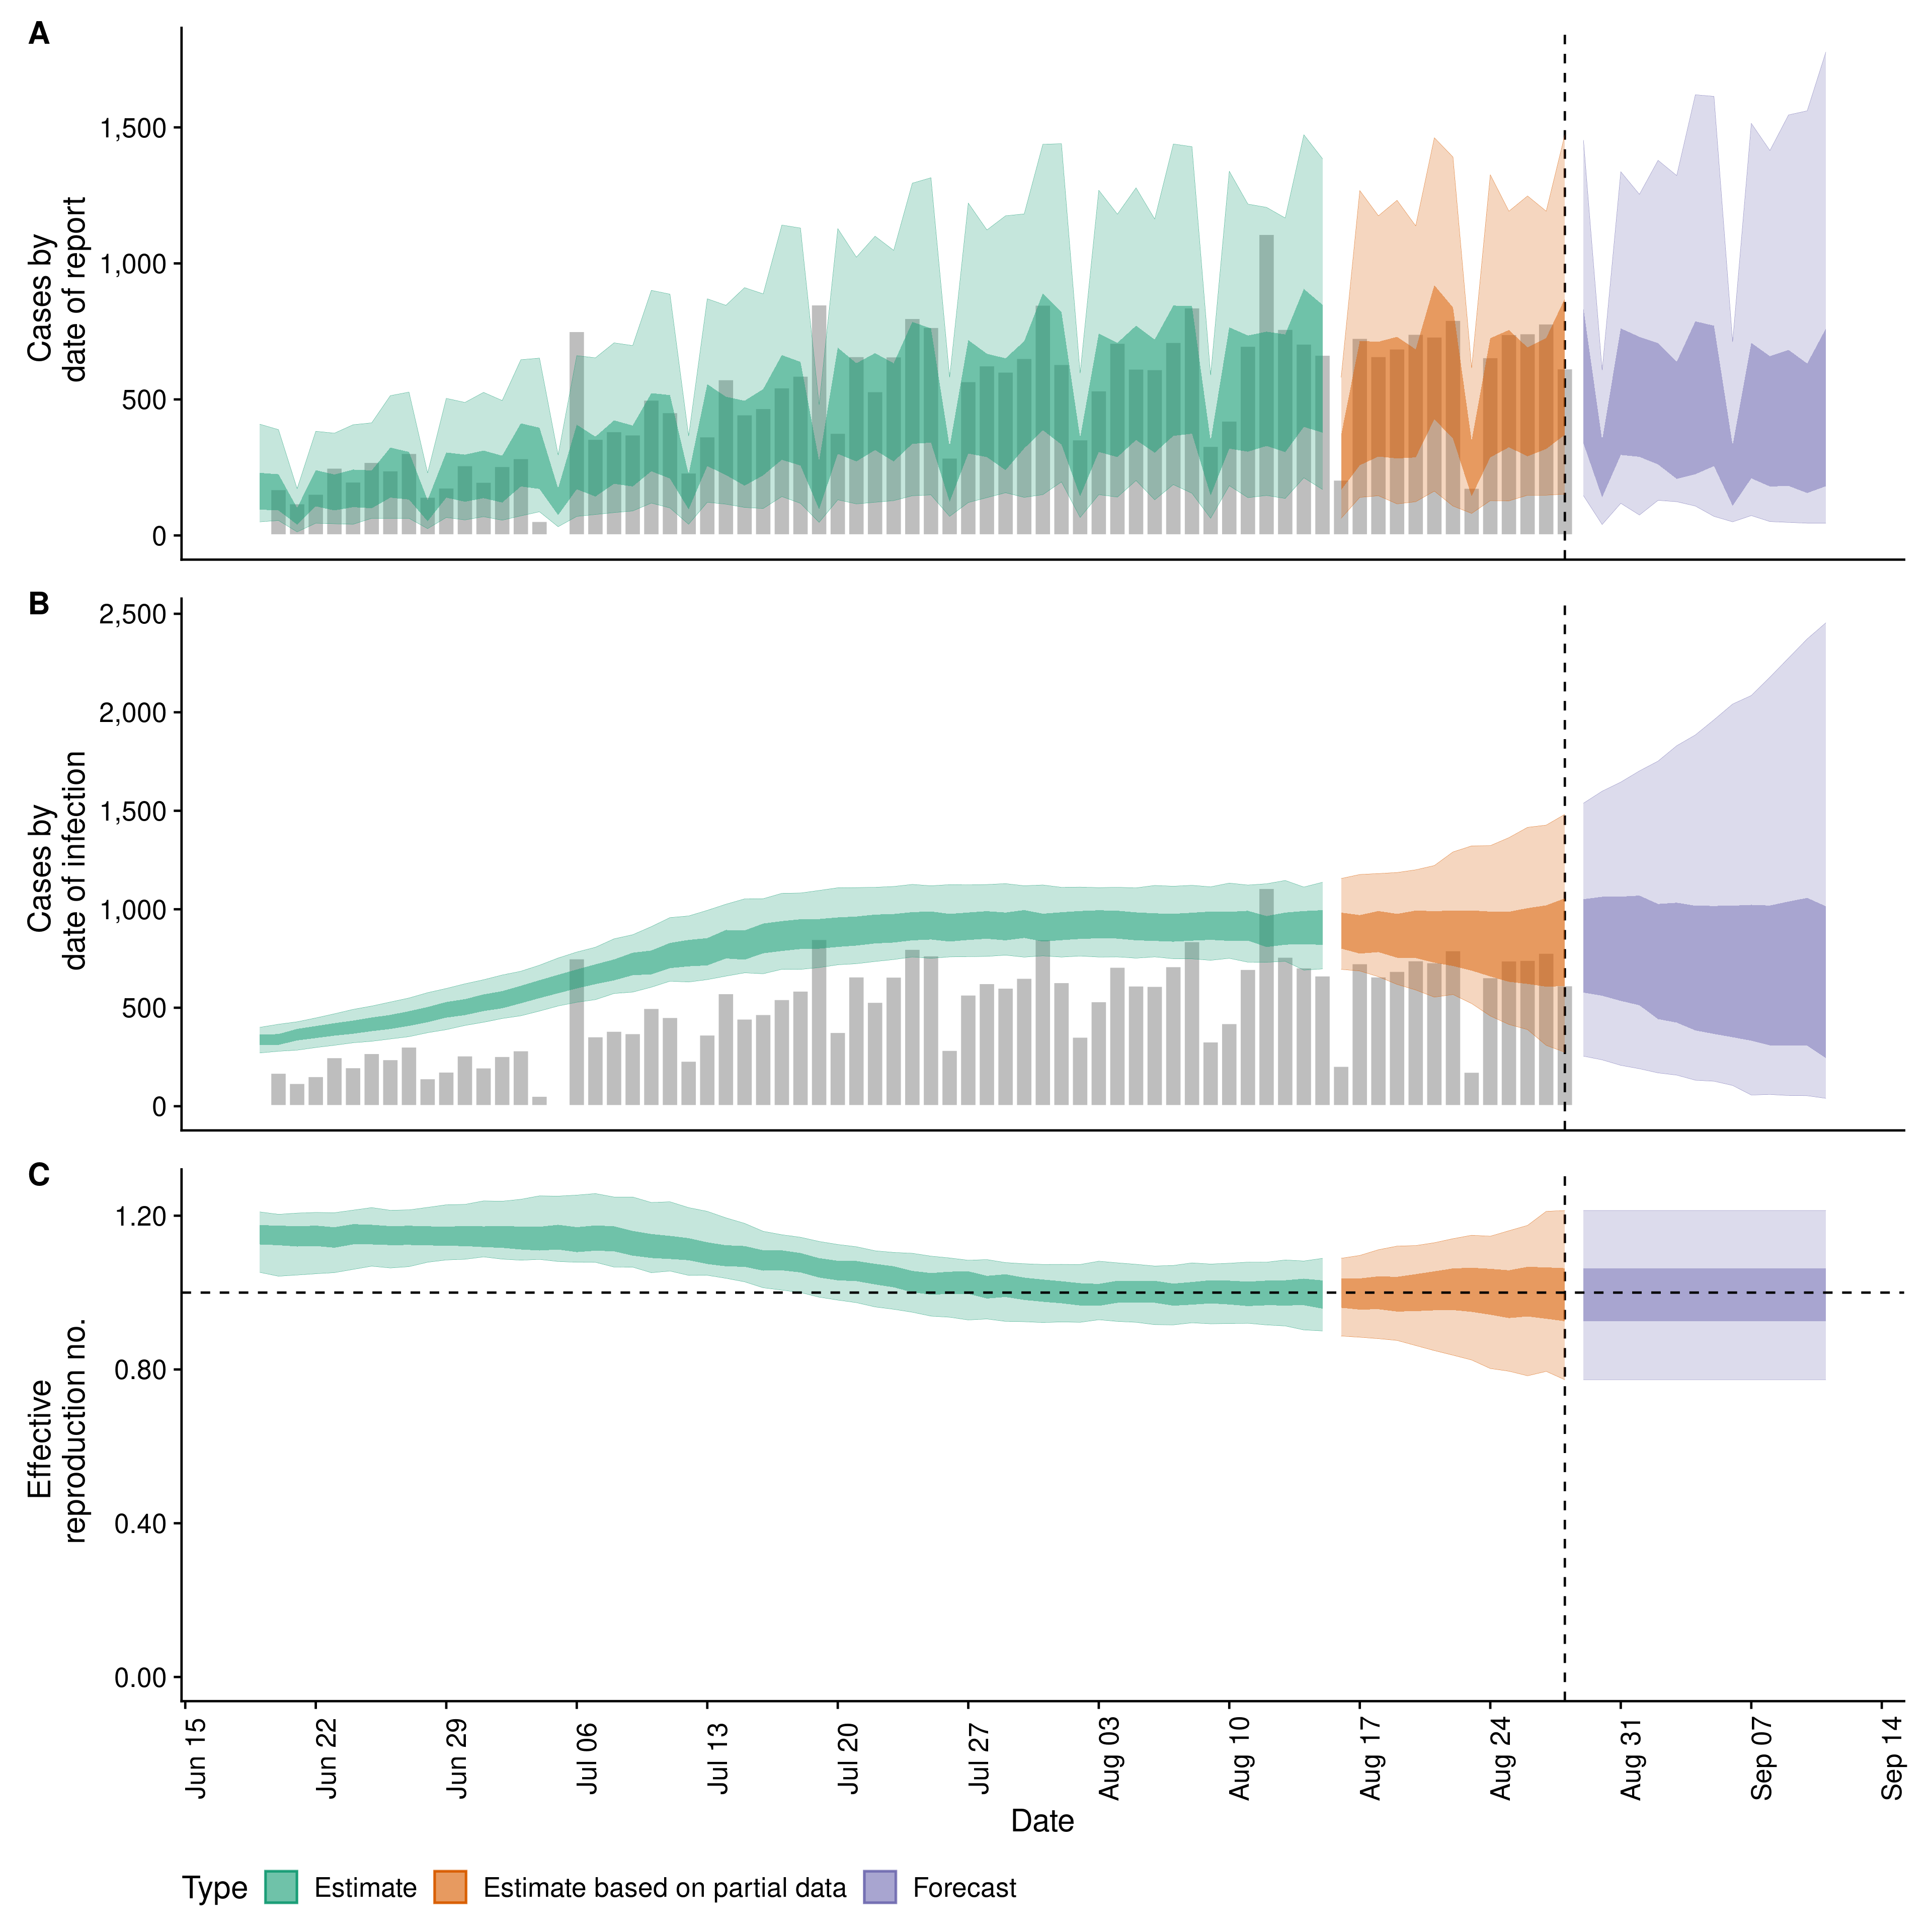 A
Cases by
date of report
1,500
1,000
500
0
B
Cases by
date of infection
2,500
2,000
1,500
1,000
500
0
C
Effective
reproduction no.
1.20
0.80
0.40
0.00
Jun 15
Jun 22
Jun 29
Jul 06
Jul 13
Jul 20
Jul 27
Aug 03
Aug 10
Aug 17
Aug 24
Aug 31
Sep 07
Sep 14
Date
Type Estimate Estimate based on partial data Forecast